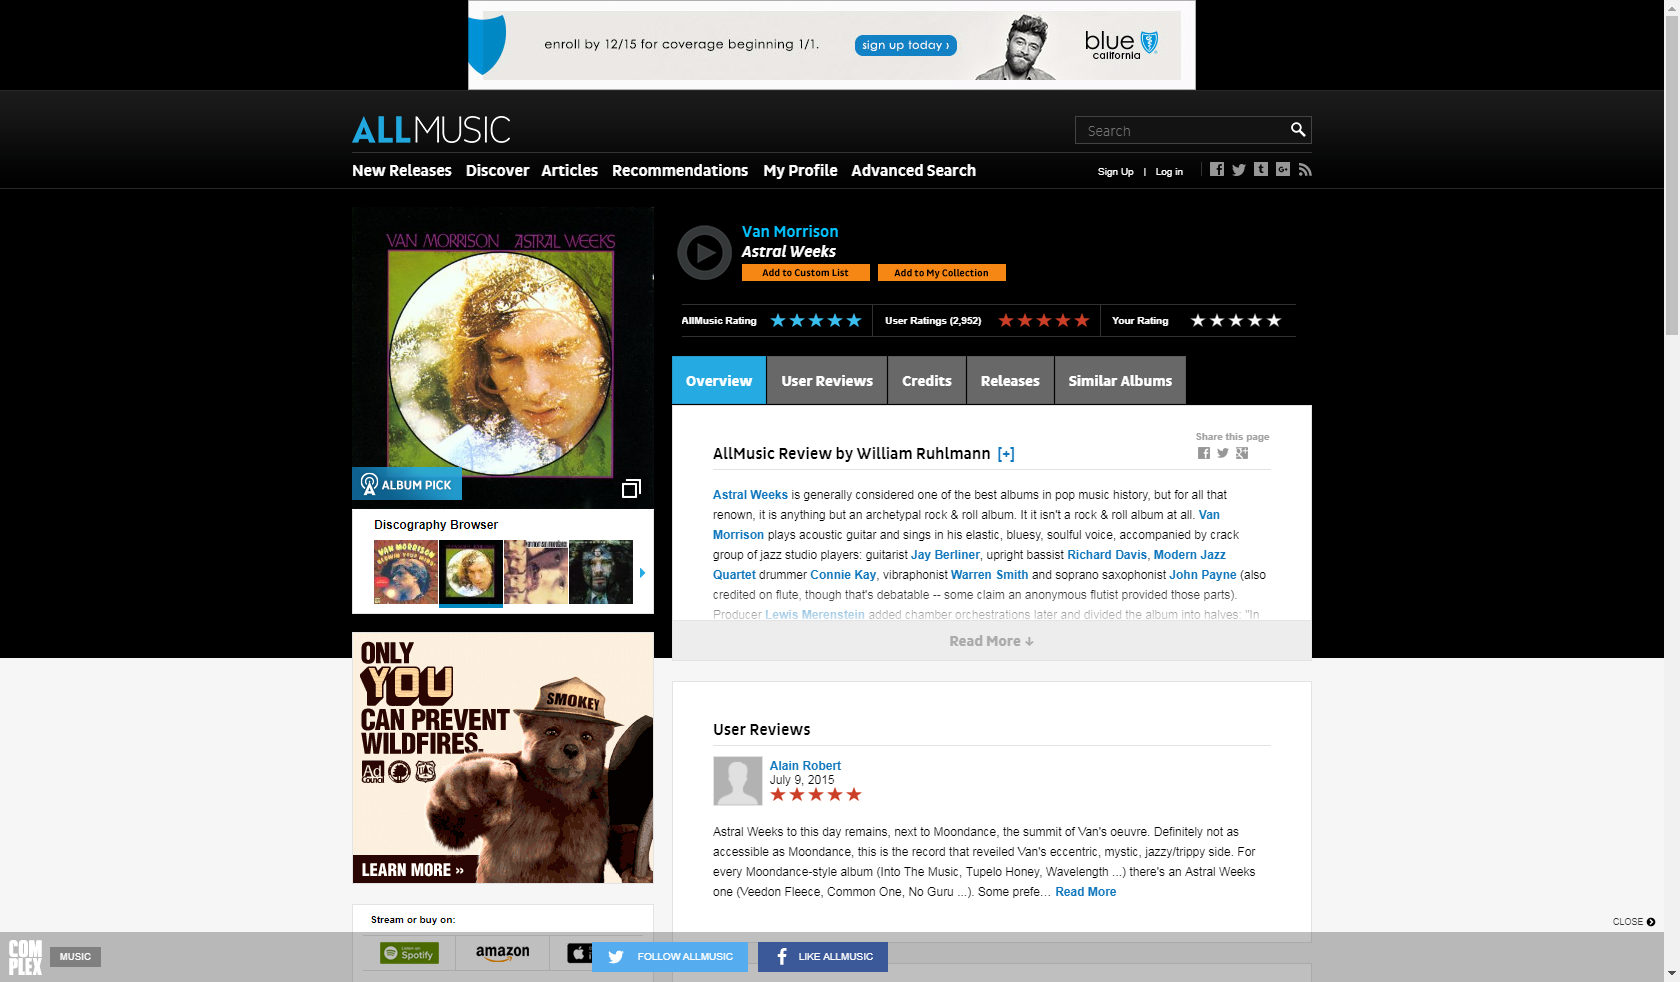 enroll by 12/15 for coverage beginning 1/1.
sign up today ›
blue
california
ALLMUSIC
Search
New Releases Discover Articles Recommendations My Profile Advanced Search
Sign Up | Log in
VAN MORRISON ASTRAL WEEKS
ALBUM PICK
Van Morrison
Astral Weeks
Add to Custom List
Add to My Collection
AllMusic Rating
User Ratings (2,952)
Your Rating
Overview
User Reviews
Credits
Releases
Similar Albums
Share this page
AllMusic Review by William Ruhlmann [+]
Astral Weeks is generally considered one of the best albums in pop music history, but for all that
renown, it is anything but an archetypal rock & roll album. It it isn't a rock & roll album at all. Van
Morrison plays acoustic guitar and sings in his elastic, bluesy, soulful voice, accompanied by crack
group of jazz studio players: guitarist Jay Berliner, upright bassist Richard Davis, Modern Jazz
Quartet drummer Connie Kay, vibraphonist Warren Smith and soprano saxophonist John Payne (also
credited on flute, though that's debatable -- some claim an anonymous flutist provided those parts).
Producer Lewis Merenstein added chamber orchestrations later and divided the album into halves: "In
Read More ↓
Discography Browser
VAN MORRISON
ONLY
YOU
CAN PREVENT
WILDFIRES.
SMOKEY
Ad
Council
LEARN MORE »
User Reviews
Alain Robert
July 9, 2015
Astral Weeks to this day remains, next to Moondance, the summit of Van's oeuvre. Definitely not as
accessible as Moondance, this is the record that reveiled Van's eccentric, mystic, jazzy/trippy side. For
every Moondance-style album (Into The Music, Tupelo Honey, Wavelength ...) there's an Astral Weeks
one (Veedon Fleece, Common One, No Guru ...). Some prefe... Read More
Stream or buy on:
Listen on
Spotify
amazon
CLOSE
COMPLEX
MUSIC
FOLLOW ALLMUSIC
LIKE ALLMUSIC